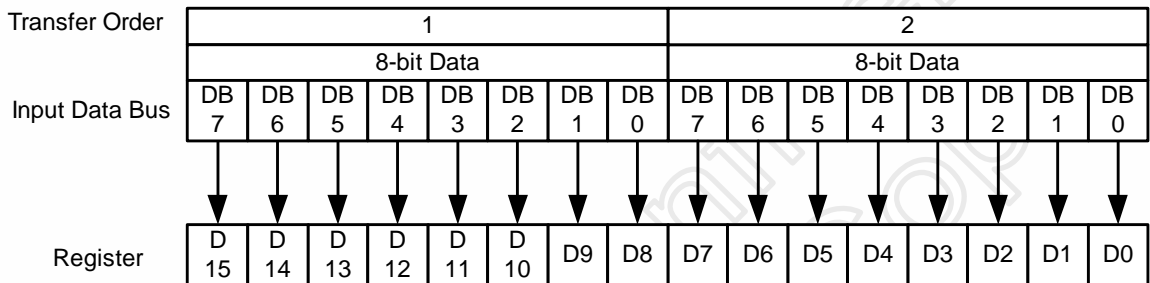 Transfer Order 1 2
8-bit Data 8-bit Data
Input Data Bus DB 7 DB 6 DB 5 DB 4 DB 3 DB 2 DB 1 DB 0 DB 7 DB 6 DB 5 DB 4 DB 3 DB 2 DB 1 DB 0
Register D 15 D 14 D 13 D 12 D 11 D 10 D9 D8 D7 D6 D5 D4 D3 D2 D1 D0